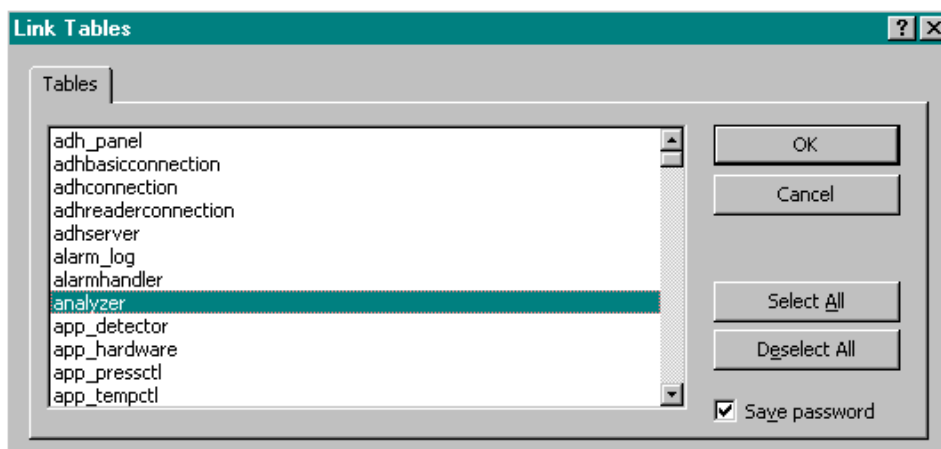 Link Tables
Tables
adh_panel
adhbasicconnection
adhconnection
adhreaderconnection
adhserver
alarm_log
alarmhandler
analyzer
app_detector
app_hardware
app_pressctl
app_tempctl
OK
Cancel
Select All
Deselect All
Save password